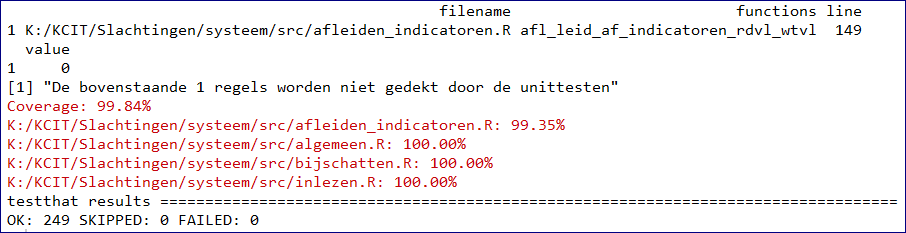 filename functions line
1 K:/KCIT/Slachtingen/systeem/src/afleiden_indicatoren.R afl_leid_af_indicatoren_rdvl_wtvl 149
value
1 0
[1] "De bovenstaande 1 regels worden niet gedekt door de unittesten"
Coverage: 99.84%
K:/KCIT/Slachtingen/systeem/src/afleiden_indicatoren.R: 99.35%
K:/KCIT/Slachtingen/systeem/src/algemeen.R: 100.00%
K:/KCIT/Slachtingen/systeem/src/bijschatten.R: 100.00%
K:/KCIT/Slachtingen/systeem/src/inlezen.R: 100.00%
testthat results ==================================================================================
OK: 249 SKIPPED: 0 FAILED: 0